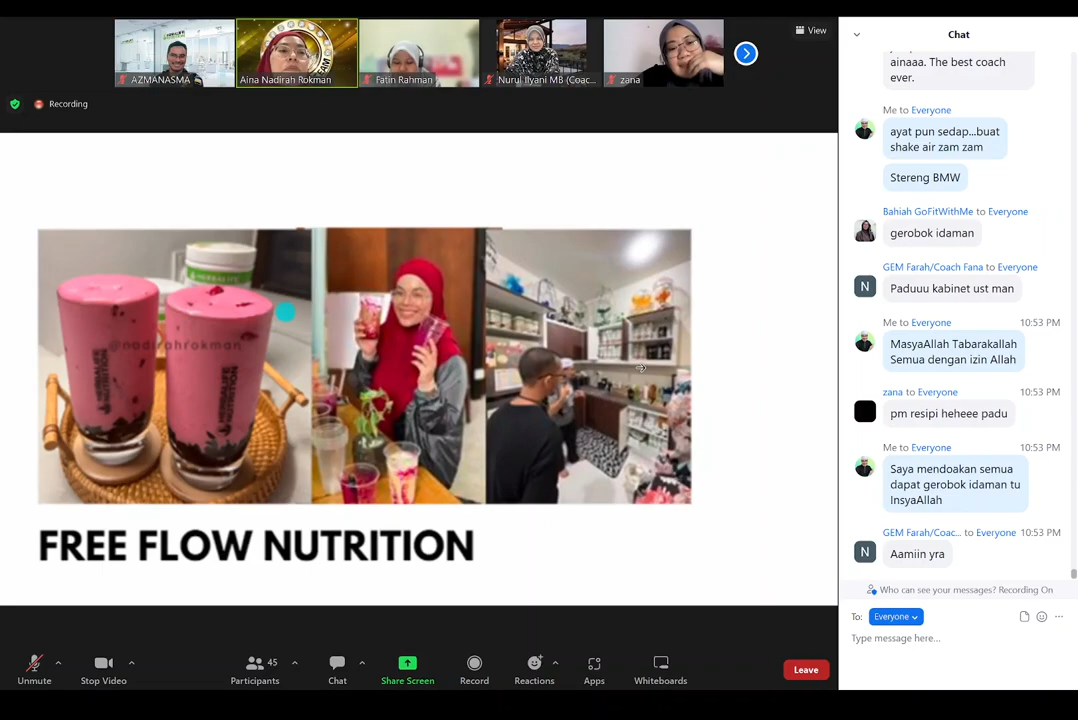 AZMANASMA
Aina Nadirah Rokman
Fatin Rahman
Nurul Ilyani MB (Coac...
zana
View
Recording
HERBALIFE
@nadirahrokman
HERBALIFE
NUTRITION
HERBALIFE
NUTRITION
FREE FLOW NUTRITION
Unmute
Stop Video
45
Participants
Chat
Share Screen
Record
Reactions
Apps
Whiteboards
Leave
Chat
ainaaa. The best coach
ever.
Me to Everyone
ayat pun sedap...buat
shake air zam zam
Stereng BMW
Bahiah GoFitWithMe to Everyone
gerobok idaman
GEM Farah/Coach Fana to Everyone
N
Paduuu kabinet ust man
Me to Everyone 10:53 PM
MasyaAllah Tabarakallah
Semua dengan izin Allah
zana to Everyone 10:53 PM
pm resipi heheee padu
Me to Everyone 10:53 PM
Saya mendoakan semua
dapat gerobok idaman tu
InsyaAllah
GEM Farah/Coac... to Everyone 10:53 PM
N
Aamiin yra
Who can see your messages? Recording On
To: Everyone
Type message here...